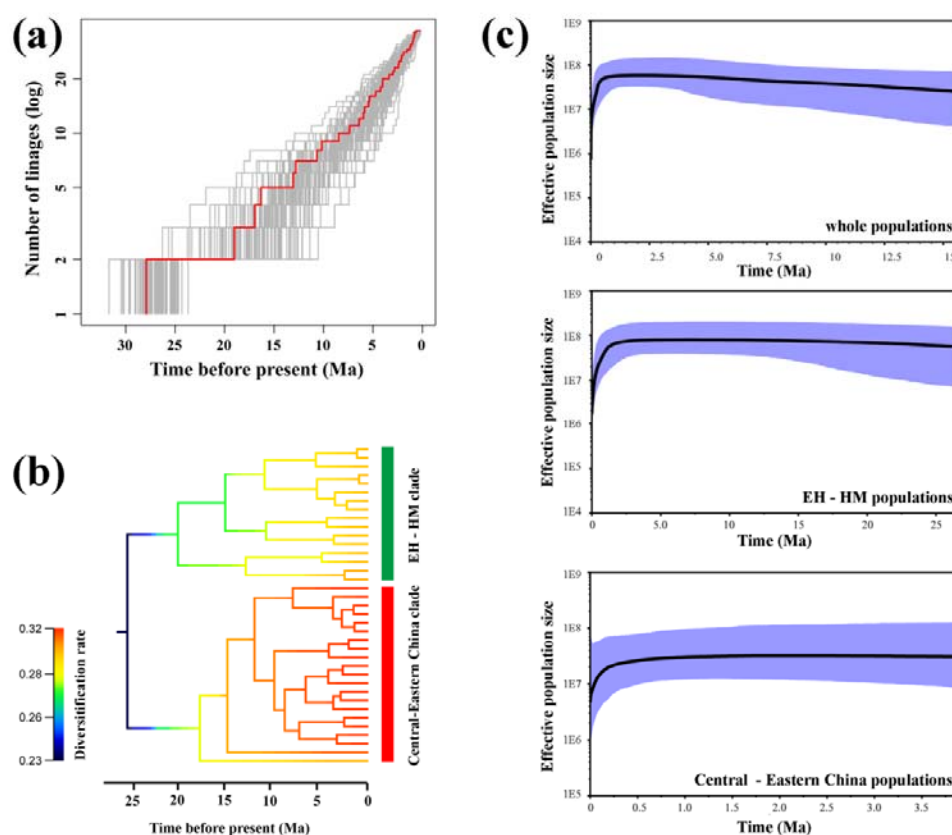 (a)
Number of linages (log)
20
10
5
2
1
30 25 20 15 10 5 0
Time before present (Ma)
(b)
0.32
0.28
0.26
0.23
Diversitification rate
EH - HM clade
Central-Eastern China clade
25 20 15 10 5 0
Time before present (Ma)
(c)
Effective population size
1E9
1E8
1E7
1E6
1E5
1E4
whole populations
0 2.5 5.0 7.5 10 12.5 15
Time (Ma)
Effective population size
1E9
1E8
1E7
1E6
1E5
1E4
EH - HM populations
0 5 10 15 20 25
Time (Ma)
Effective population size
1E9
1E8
1E7
1E6
1E5
Central - Eastern China populations
0 0.5 1.0 1.5 2.0 2.5 3.0 3.5
Time (Ma)